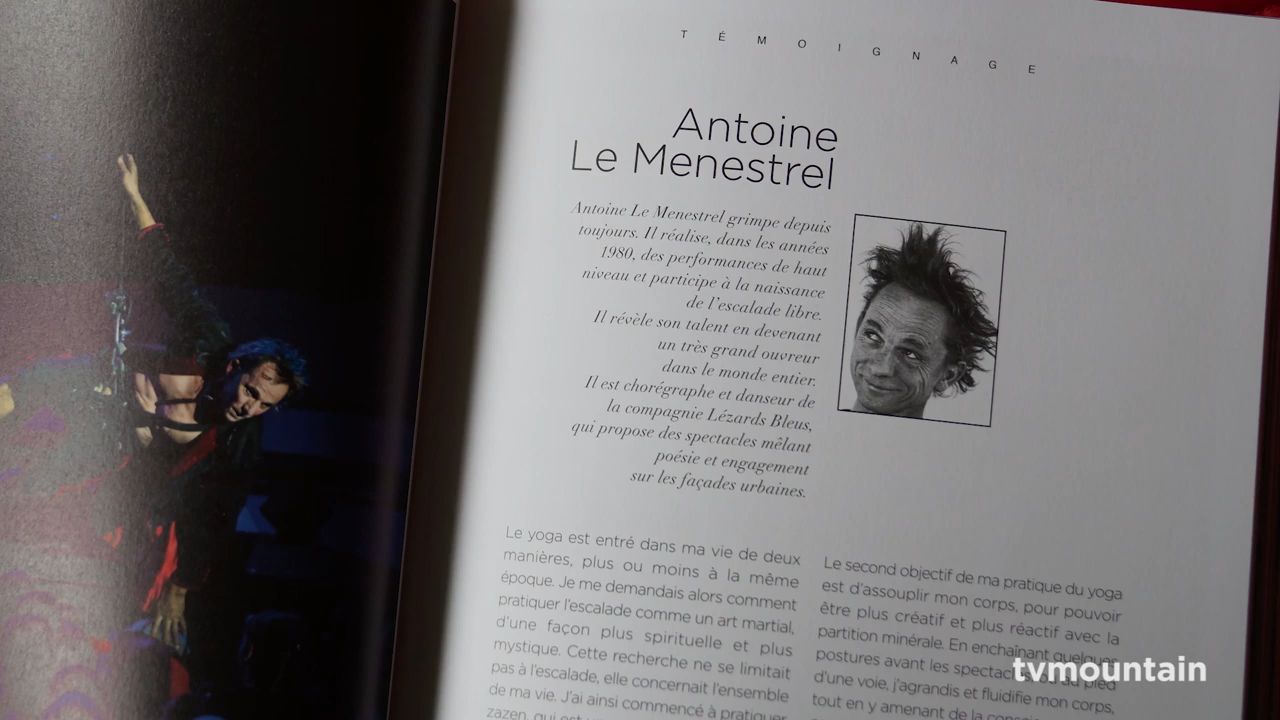 TÉMOIGNAGE
Antoine
Le Menestrel
Antoine Le Menestrel grimpe depuis
toujours. Il réalise, dans les années
1980, des performances de haut
niveau et participe à la naissance
de l'escalade libre.
Il révèle son talent en devenant
un très grand ouvreur
dans le monde entier.
Il est chorégraphe et danseur de
la compagnie Lézards Bleus,
qui propose des spectacles mêlant
poésie et engagement
sur les façades urbaines.
Le yoga est entré dans ma vie de deux
manières, plus ou moins à la même
époque. Je me demandais alors comment
pratiquer l'escalade comme un art martial,
d'une façon plus spirituelle et plus
mystique. Cette recherche ne se limitait
pas à l'escalade, elle concernait l'ensemble
de ma vie. J'ai ainsi commencé à pratiquer
zazen, qui est
Le second objectif de ma pratique du yoga
est d'assouplir mon corps, pour pouvoir
être plus créatif et plus réactif avec la
partition minérale. En enchaînant quelques
postures avant les spectacles ou au pied
d'une voie, j'agrandis et fluidifie mon corps,
tout en y amenant de la
tvmountain